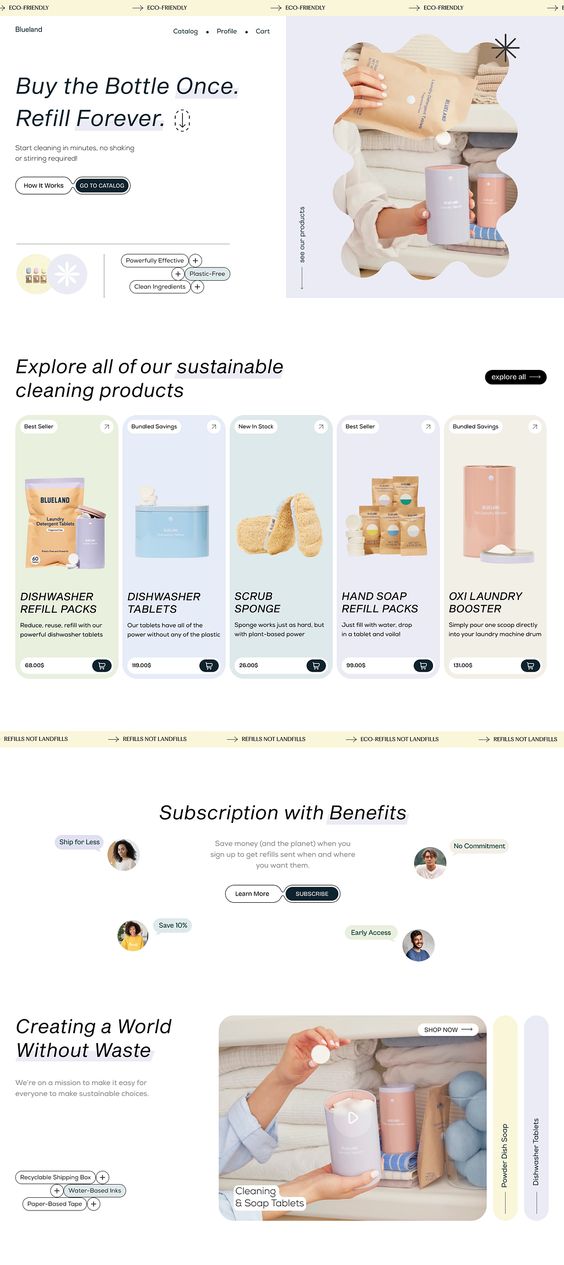 → ECO-FRIENDLY → ECO-FRIENDLY → ECO-FRIENDLY → ECO-FRIENDLY
Blueland
Catalog • Profile • Cart
Buy the Bottle Once.
Refill Forever.
Start cleaning in minutes, no shaking
or stirring required!
How It Works
GO TO CATALOG
see our products
Powerfully Effective +
+ Plastic-Free
Clean Ingredients +
BLUELAND
Laundry Detergent Tablets
Explore all of our sustainable
cleaning products
explore all
Best Seller
BLUELAND
Laundry
Detergent Tablets
60
DISHWASHER
REFILL PACKS
Reduce, reuse, refill with our
powerful dishwasher tablets
68.00$
Bundled Savings
DISHWASHER
TABLETS
Our tablets have all of the
power without any of the plastic
119.00$
New In Stock
SCRUB
SPONGE
Sponge works just as hard, but
with plant-based power
26.00$
Best Seller
HAND SOAP
REFILL PACKS
Just fill with water, drop
in a tablet and voila!
99.00$
Bundled Savings
OXI LAUNDRY
BOOSTER
Simply pour one scoop directly
into your laundry machine drum
131.00$
REFILLS NOT LANDFILLS → REFILLS NOT LANDFILLS → REFILLS NOT LANDFILLS → ECO-REFILLS NOT LANDFILLS → REFILLS NOT LANDFILLS
Subscription with Benefits
Ship for Less
Save money (and the planet) when you
sign up to get refills sent when and where
you want them.
No Commitment
Learn More
SUBSCRIBE
Save 10%
Early Access
Creating a World
Without Waste
We're on a mission to make it easy for
everyone to make sustainable choices.
Recyclable Shipping Box +
+ Water-Based Inks
Paper-Based Tape +
SHOP NOW
Cleaning
& Soap Tablets
Powder Dish Soap
Dishwasher Tablets